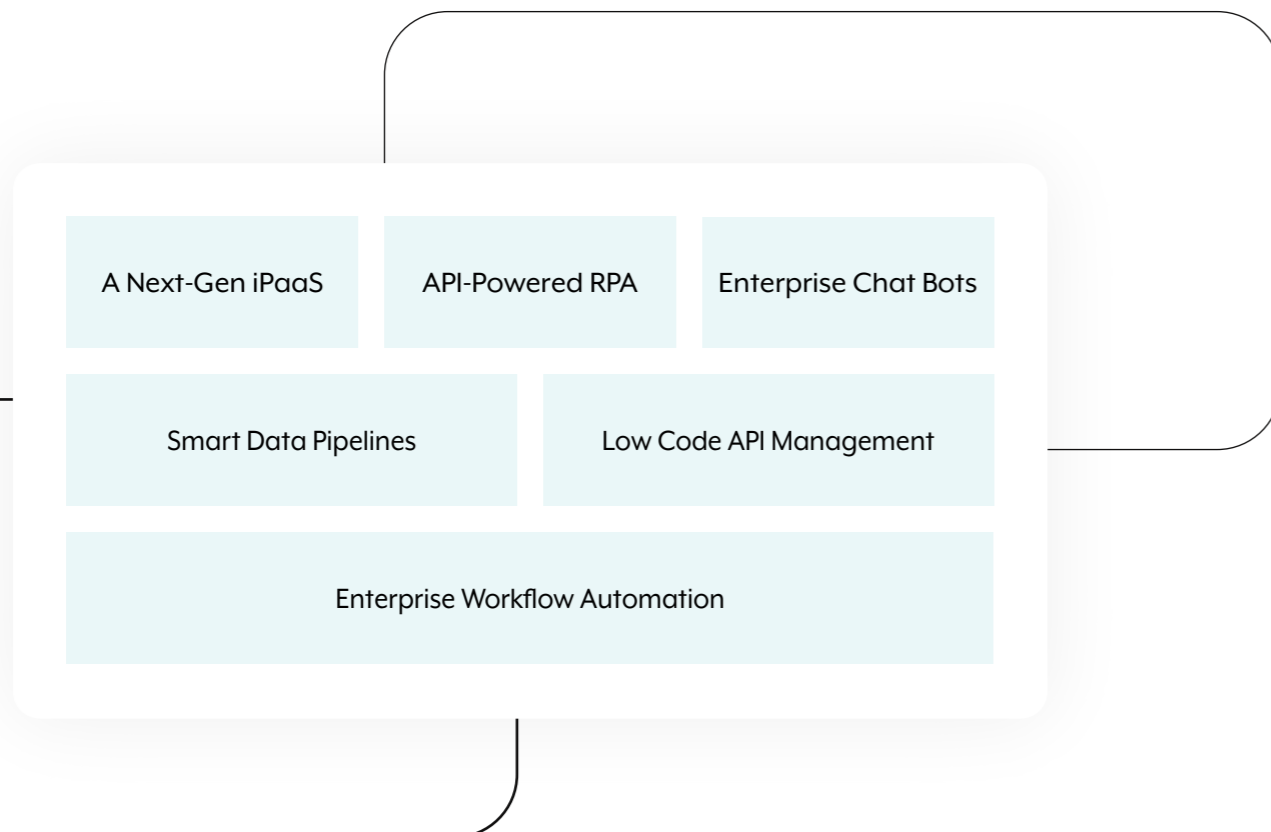 A Next-Gen iPaaS
API-Powered RPA
Enterprise Chat Bots
Smart Data Pipelines
Low Code API Management
Enterprise Workflow Automation